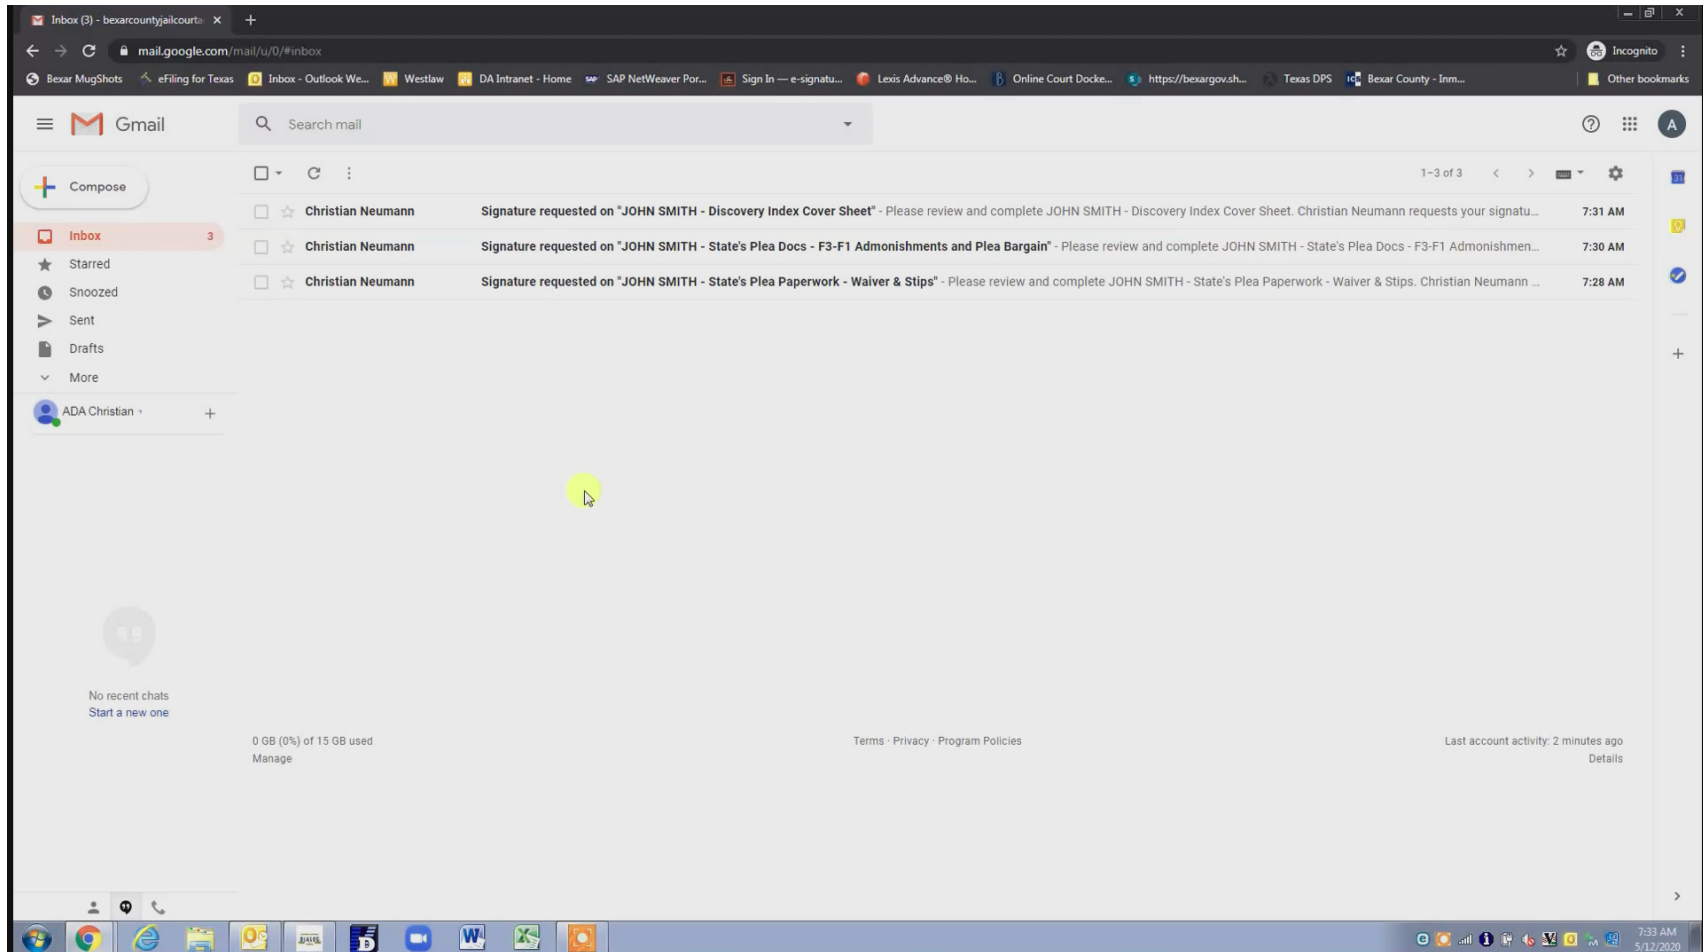 Inbox (3) - bexarcountyjailcourta
mail.google.com/mail/u/0/#inbox
Incognito
Bexar MugShots eFiling for Texas Inbox - Outlook We... Westlaw DA Intranet - Home SAP NetWeaver Por... Sign In — e-signatu... Lexis Advance® Ho... Online Court Docke... https://bexargov.sh... Texas DPS Bexar County - Inm... Other bookmarks
Gmail
Search mail
A
Compose
1–3 of 3
31
Christian Neumann Signature requested on "JOHN SMITH - Discovery Index Cover Sheet" - Please review and complete JOHN SMITH - Discovery Index Cover Sheet. Christian Neumann requests your signatu... 7:31 AM
Inbox 3
Christian Neumann Signature requested on "JOHN SMITH - State's Plea Docs - F3-F1 Admonishments and Plea Bargain" - Please review and complete JOHN SMITH - State's Plea Docs - F3-F1 Admonishmen... 7:30 AM
Starred
Christian Neumann Signature requested on "JOHN SMITH - State's Plea Paperwork - Waiver & Stips" - Please review and complete JOHN SMITH - State's Plea Paperwork - Waiver & Stips. Christian Neumann ... 7:28 AM
Snoozed
Sent
Drafts
More
ADA Christian
No recent chats
Start a new one
0 GB (0%) of 15 GB used
Manage
Terms · Privacy · Program Policies
Last account activity: 2 minutes ago
Details
7:33 AM
5/12/2020